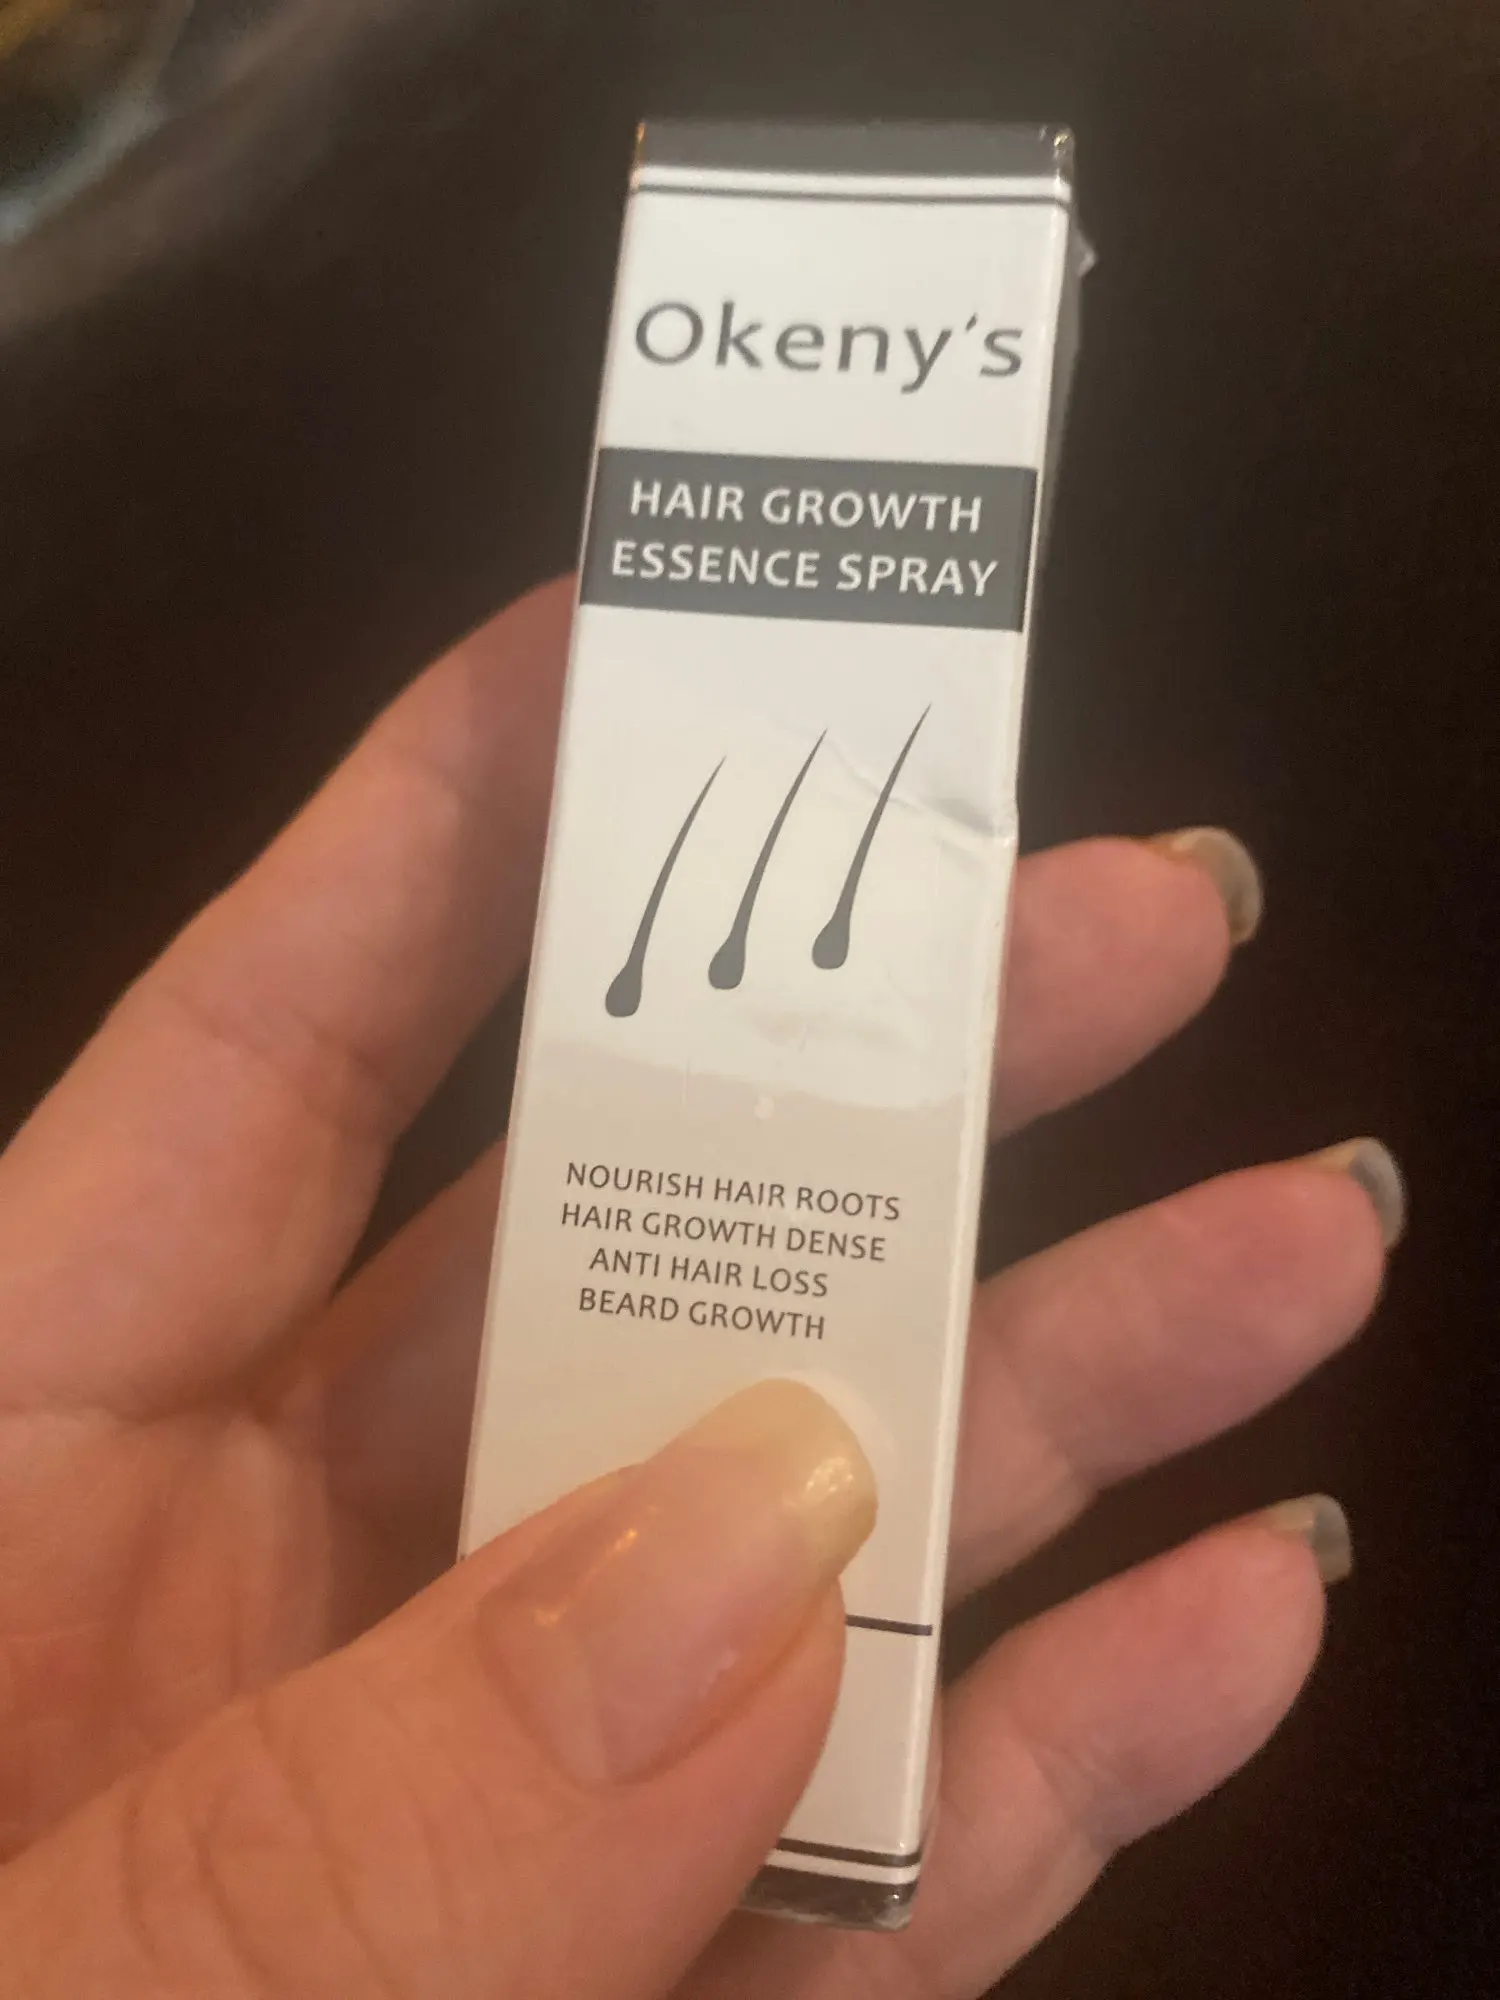 Okeny's
HAIR GROWTH
ESSENCE SPRAY
NOURISH HAIR ROOTS
HAIR GROWTH DENSE
ANTI HAIR LOSS
BEARD GROWTH